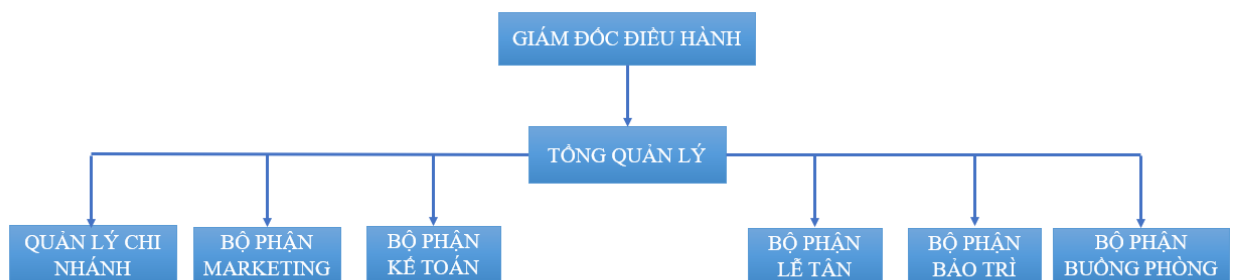 GIÁM ĐỐC ĐIỀU HÀNH
TỔNG QUẢN LÝ
QUẢN LÝ CHI
NHÁNH
BỘ PHẬN
MARKETING
BỘ PHẬN
KẾ TOÁN
BỘ PHẬN
LỄ TÂN
BỘ PHẬN
BẢO TRÌ
BỘ PHẬN
BUỒNG PHÒNG